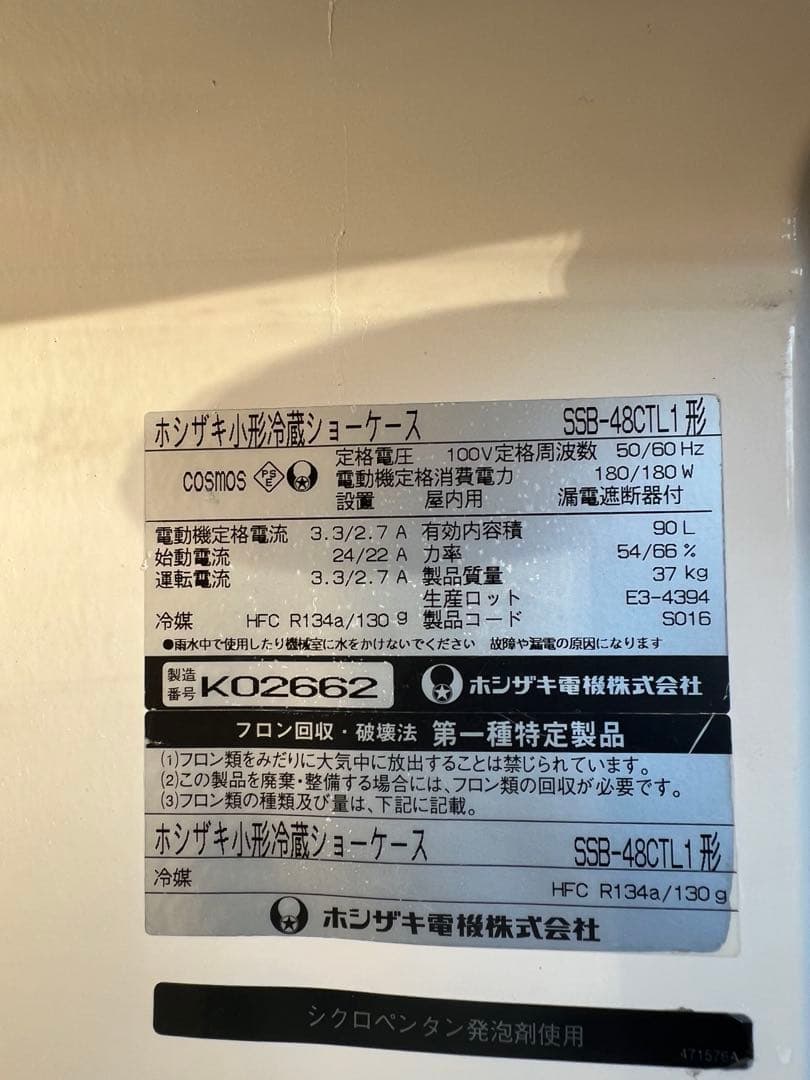 ホシザキ小形冷蔵ショーケース SSB-48CTL1形
定格電圧 100V 定格周波数 50/60 Hz
cosmos PSE 電動機定格消費電力 180/180 W
設置 屋内用 漏電遮断器付
電動機定格電流 3.3/2.7 A 有効内容積 90 L
始動電流 24/22 A 力率 54/66 %
運転電流 3.3/2.7 A 製品質量 37 kg
生産ロット E3-4394
冷媒 HFC R134a/130 g 製品コード S016
●雨水中で使用したり機械室に水をかけないでください 故障や漏電の原因になります
製造番号 K02662 ホシザキ電機株式会社
フロン回収・破壊法 第一種特定製品
(1)フロン類をみだりに大気中に放出することは禁じられています。
(2)この製品を廃棄・整備する場合には、フロン類の回収が必要です。
(3)フロン類の種類及び量は、下記に記載。
ホシザキ小形冷蔵ショーケース SSB-48CTL1形
冷媒 HFC R134a/130 g
ホシザキ電機株式会社
シクロペンタン発泡剤使用
471576A